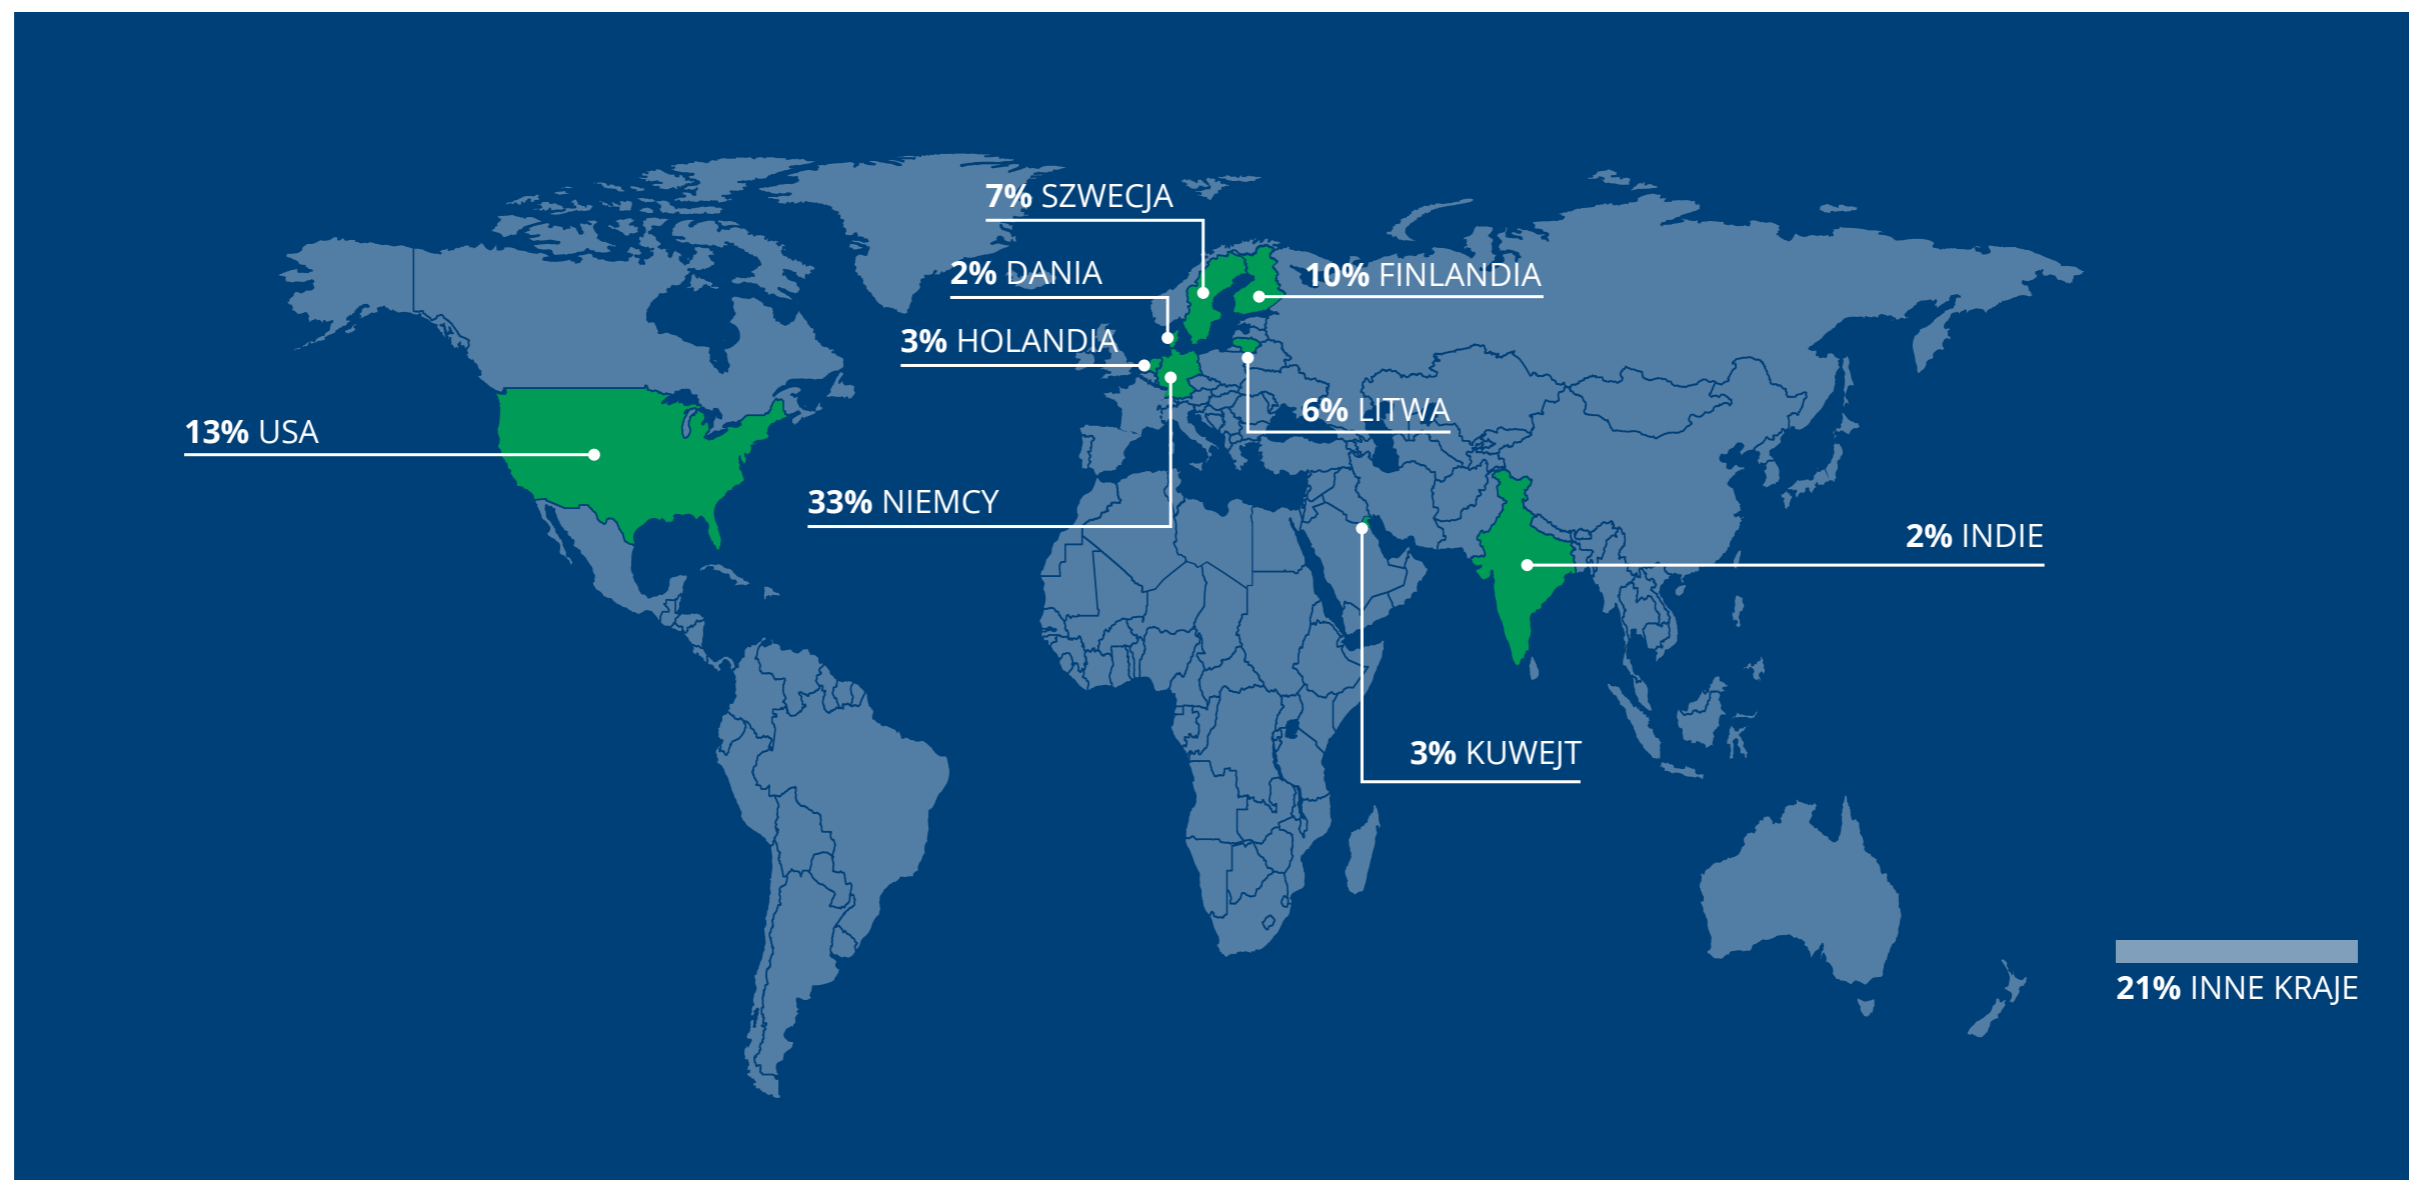 7% SZWECJA
2% DANIA
10% FINLANDIA
3% HOLANDIA
6% LITWA
13% USA
33% NIEMCY
2% INDIE
3% KUWEJT
21% INNE KRAJE